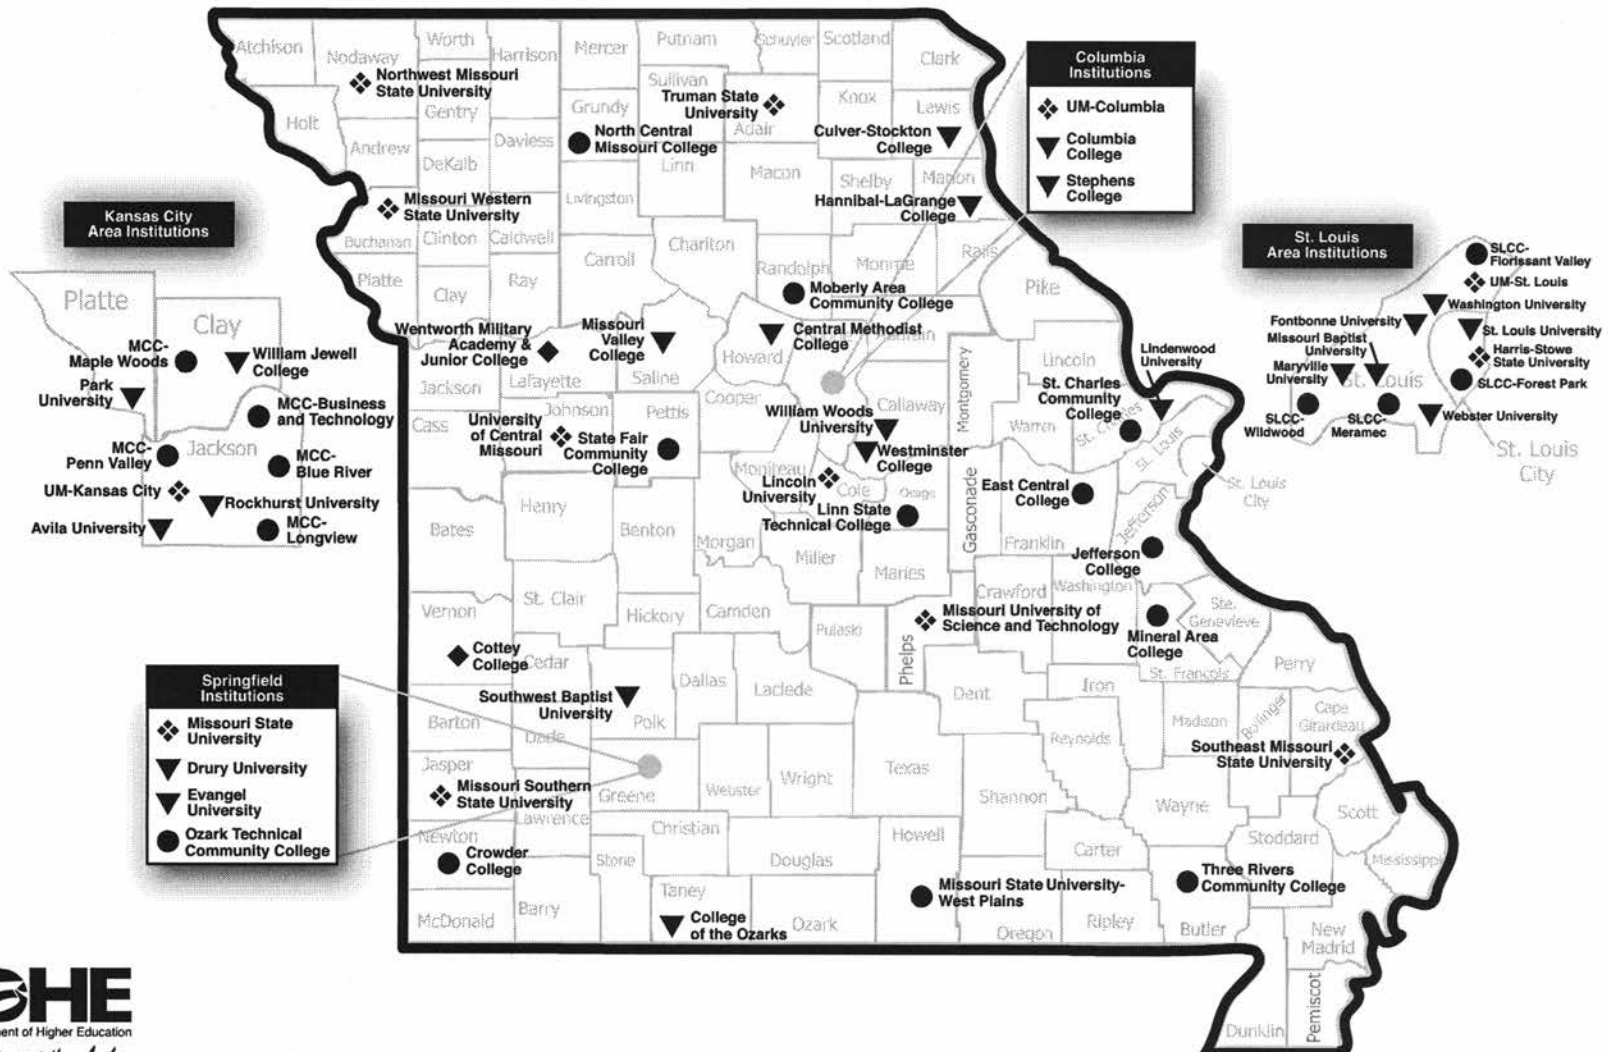 Atchison
Nodaway
Worth
Harrison
Mercer
Putnam
Schuyler
Scotland
Clark
Northwest Missouri
State University
Holt
Gentry
Grundy
Sullivan
Truman State
University
Adair
Knox
Lewis
Culver-Stockton
College
Andrew
DeKalb
Daviess
North Central
Missouri College
Linn
Macon
Shelby
Marion
Hannibal-LaGrange
College
Missouri Western
State University
Livingston
Buchanan
Clinton
Caldwell
Chariton
Carroll
Randolph
Monroe
Ralls
Platte
Clay
Ray
Moberly Area
Community College
Pike
Wentworth Military
Academy &
Junior College
Missouri
Valley
College
Central Methodist
College
Howard
Jackson
Lafayette
Saline
Cooper
Montgomery
Lincoln
Lindenwood
University
St. Charles
Community
College
St. Charles
Warren
Cass
University
of Central
Missouri
Johnson
Pettis
State Fair
Community
College
William Woods
University
Callaway
Westminster
College
Moniteau
Lincoln
University
Cole
Osage
Linn State
Technical College
Gasconade
East Central
College
Franklin
St. Louis
St. Louis
City
Jefferson
Jefferson
College
Bates
Henry
Benton
Morgan
Miller
Maries
Crawford
Washington
Vernon
St. Clair
Hickory
Camden
Pulaski
Phelps
Missouri University of
Science and Technology
Mineral Area
College
Ste.
Genevieve
St. Francois
Perry
Cottey
College
Cedar
Southwest Baptist
University
Polk
Dallas
Laclede
Dent
Iron
Madison
Bollinger
Cape
Girardeau
Southeast Missouri
State University
Barton
Dade
Jasper
Missouri Southern
State University
Greene
Webster
Wright
Texas
Reynolds
Shannon
Wayne
Scott
Stoddard
Mississippi
Lawrence
Newton
Crowder
College
Christian
Stone
Douglas
Howell
Carter
Missouri State University-
West Plains
Three Rivers
Community College
McDonald
Barry
Taney
College
of the Ozarks
Ozark
Oregon
Ripley
Butler
New
Madrid
Pemiscot
Dunklin
Columbia
Institutions
UM-Columbia
Columbia
College
Stephens
College
Kansas City
Area Institutions
Platte
Clay
MCC-
Maple Woods
William Jewell
College
Park
University
MCC-Business
and Technology
MCC-
Penn Valley
Jackson
MCC-
Blue River
UM-Kansas City
Rockhurst University
Avila University
MCC-
Longview
St. Louis
Area Institutions
SLCC-
Florissant Valley
UM-St. Louis
Washington University
Fontbonne University
St. Louis University
Missouri Baptist
University
Harris-Stowe
State University
Maryville
University
St. Louis
SLCC-Forest Park
SLCC-
Wildwood
SLCC-
Meramec
Webster University
St. Louis
City
Springfield
Institutions
Missouri State
University
Drury University
Evangel
University
Ozark Technical
Community College
HE
of Higher Education